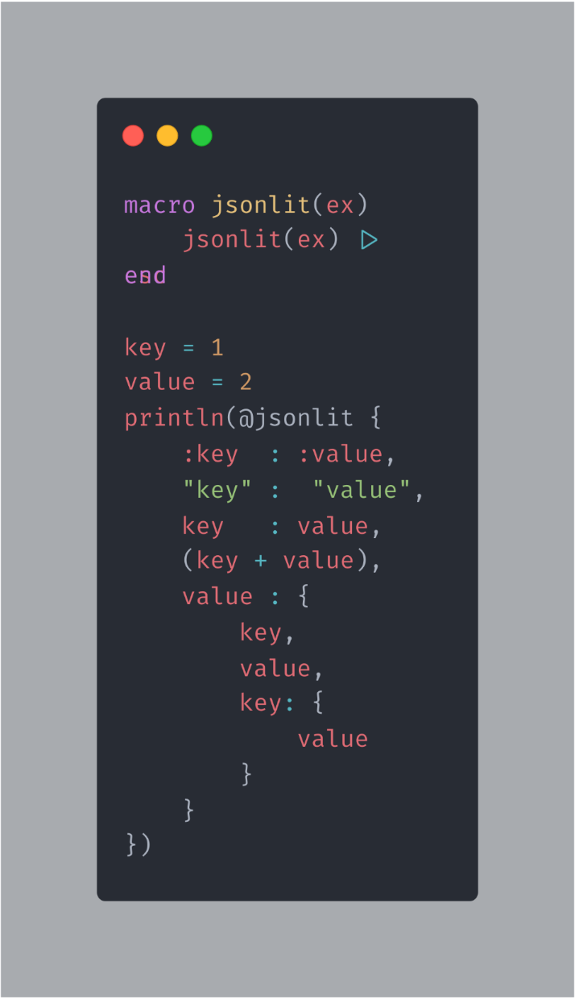 macro jsonlit(ex)
    jsonlit(ex) |>
end
key = 1
value = 2
println(@jsonlit {
    :key  : :value,
    "key" :  "value",
    key   : value,
    (key + value),
    value : {
        key,
        value,
        key: {
            value
        }
    }
})